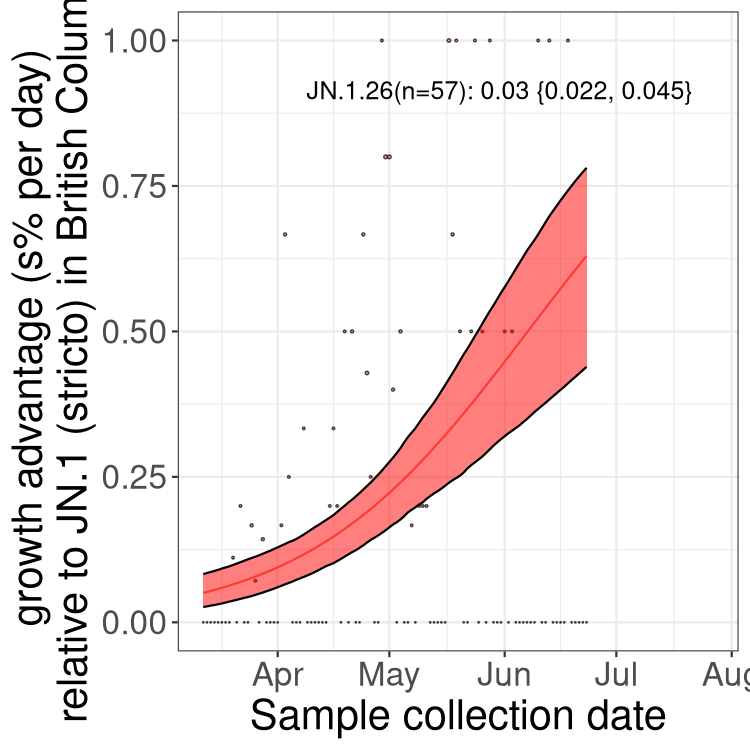 growth advantage (s% per day)
relative to JN.1 (stricto) in British Colum
1.00
0.75
0.50
0.25
0.00
JN.1.26(n=57): 0.03 {0.022, 0.045}
Apr May Jun Jul Aug
Sample collection date